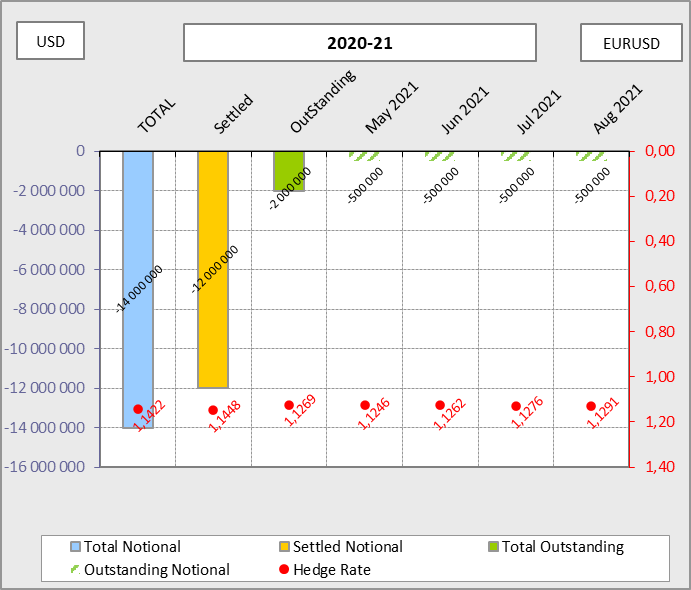 USD
2020-21
EURUSD
TOTAL
Settled
OutStanding
May 2021
Jun 2021
Jul 2021
Aug 2021
0
-2 000 000
-4 000 000
-6 000 000
-8 000 000
-10 000 000
-12 000 000
-14 000 000
-16 000 000
-14 000 000
-12 000 000
-2 000 000
-500 000
-500 000
-500 000
-500 000
1,1422
1,1448
1,1269
1,1246
1,1262
1,1276
1,1291
0,00
0,20
0,40
0,60
0,80
1,00
1,20
1,40
Total Notional
Settled Notional
Total Outstanding
Outstanding Notional
Hedge Rate